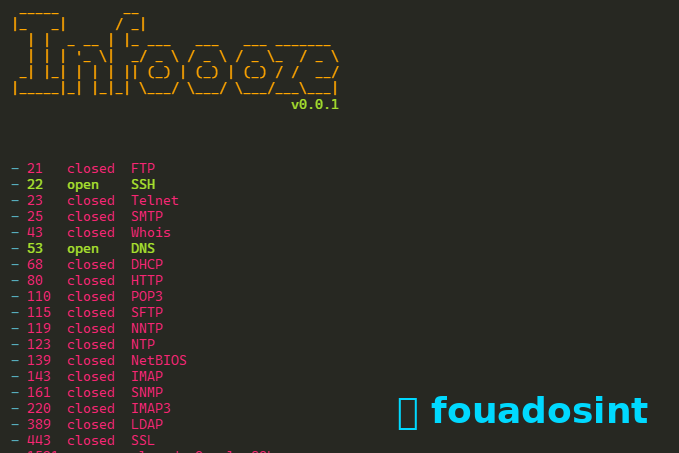 Infoooze
v0.0.1
– 21 closed FTP
– 22 open SSH
– 23 closed Telnet
– 25 closed SMTP
– 43 closed Whois
– 53 open DNS
– 68 closed DHCP
– 80 closed HTTP
– 110 closed POP3
– 115 closed SFTP
– 119 closed NNTP
– 123 closed NTP
– 139 closed NetBIOS
– 143 closed IMAP
– 161 closed SNMP
– 220 closed IMAP3
– 389 closed LDAP
– 443 closed SSL
fouadosint